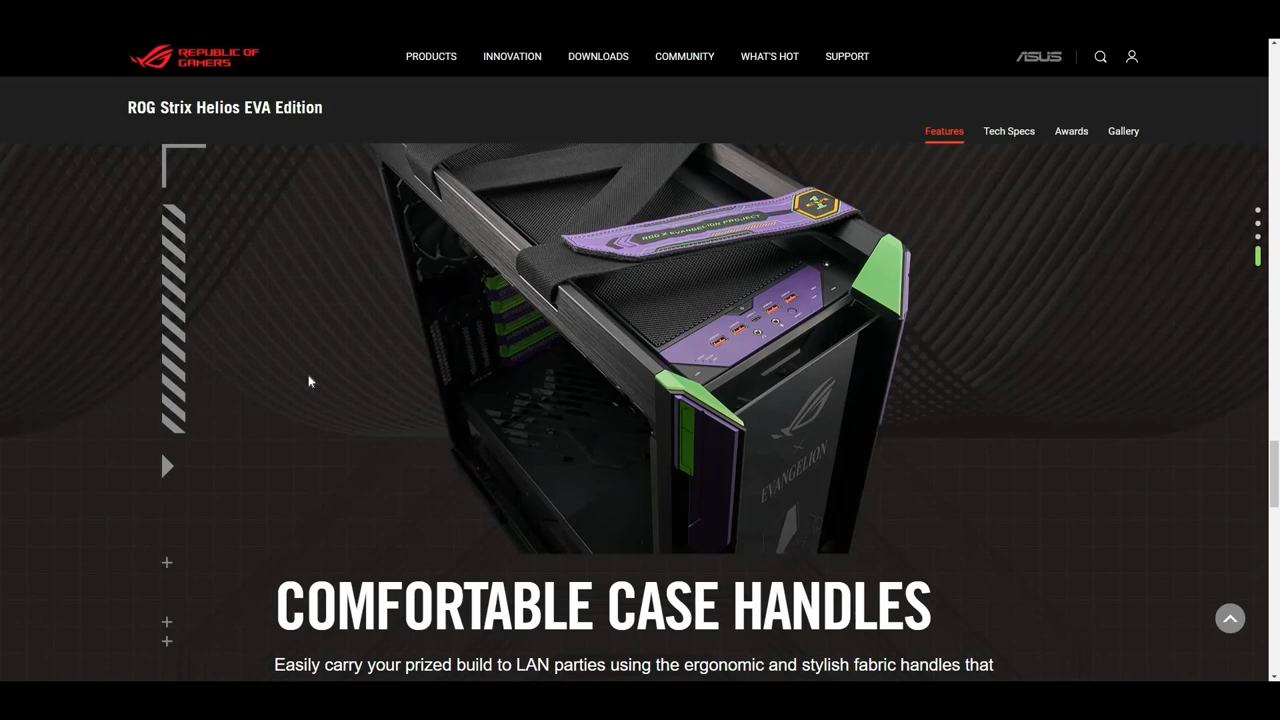 REPUBLIC OF
GAMERS
PRODUCTS
INNOVATION
DOWNLOADS
COMMUNITY
WHAT'S HOT
SUPPORT
ASUS
ROG Strix Helios EVA Edition
Features
Tech Specs
Awards
Gallery
ROG X EVANGELION PROJECT
X
EVANGELION
COMFORTABLE CASE HANDLES
Easily carry your prized build to LAN parties using the ergonomic and stylish fabric handles that